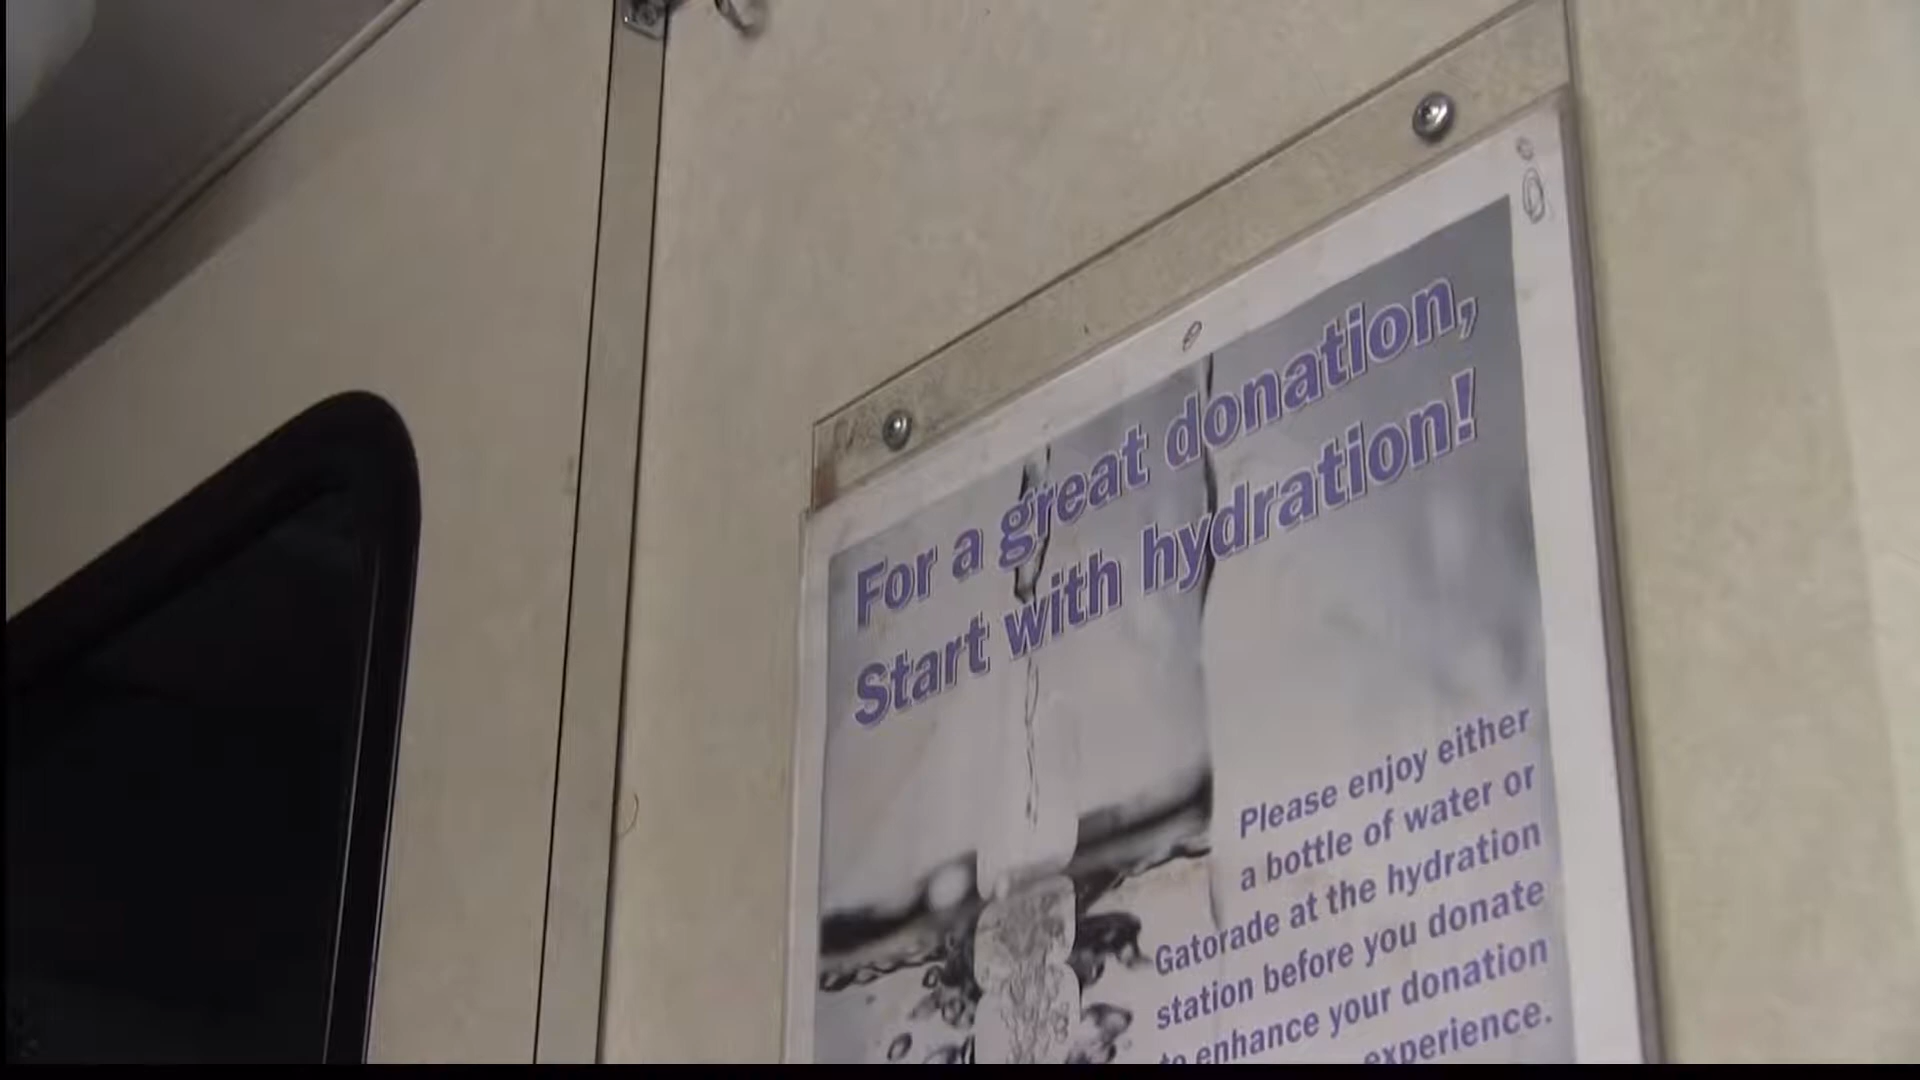 For a great donation,
Start with hydration!
Please enjoy either
a bottle of water or
Gatorade at the hydration
station before you donate
to enhance your donation
experience.